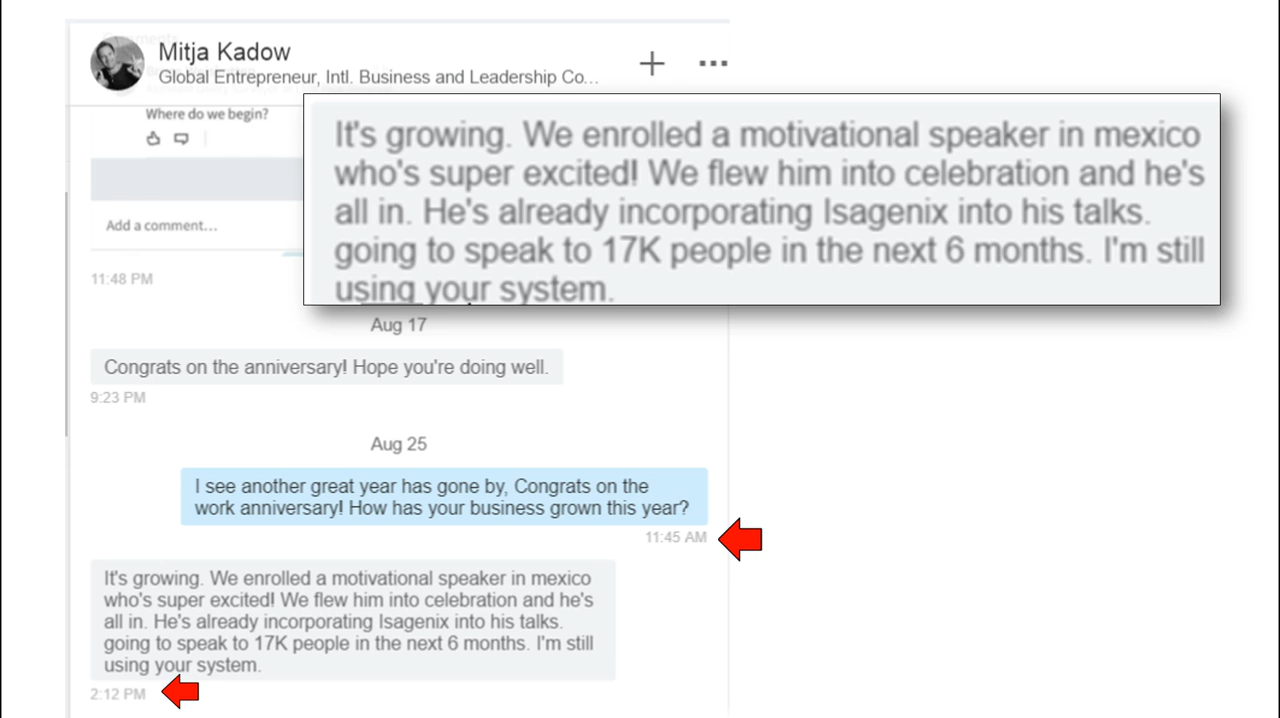 Mitja Kadow
Global Entrepreneur, Intl. Business and Leadership Co...
Where do we begin?
Add a comment...
11:48 PM
It's growing. We enrolled a motivational speaker in mexico
who's super excited! We flew him into celebration and he's
all in. He's already incorporating Isagenix into his talks.
going to speak to 17K people in the next 6 months. I'm still
using your system.
Aug 17
Congrats on the anniversary! Hope you're doing well.
9:23 PM
Aug 25
I see another great year has gone by, Congrats on the
work anniversary! How has your business grown this year?
11:45 AM
It's growing. We enrolled a motivational speaker in mexico
who's super excited! We flew him into celebration and he's
all in. He's already incorporating Isagenix into his talks.
going to speak to 17K people in the next 6 months. I'm still
using your system.
2:12 PM